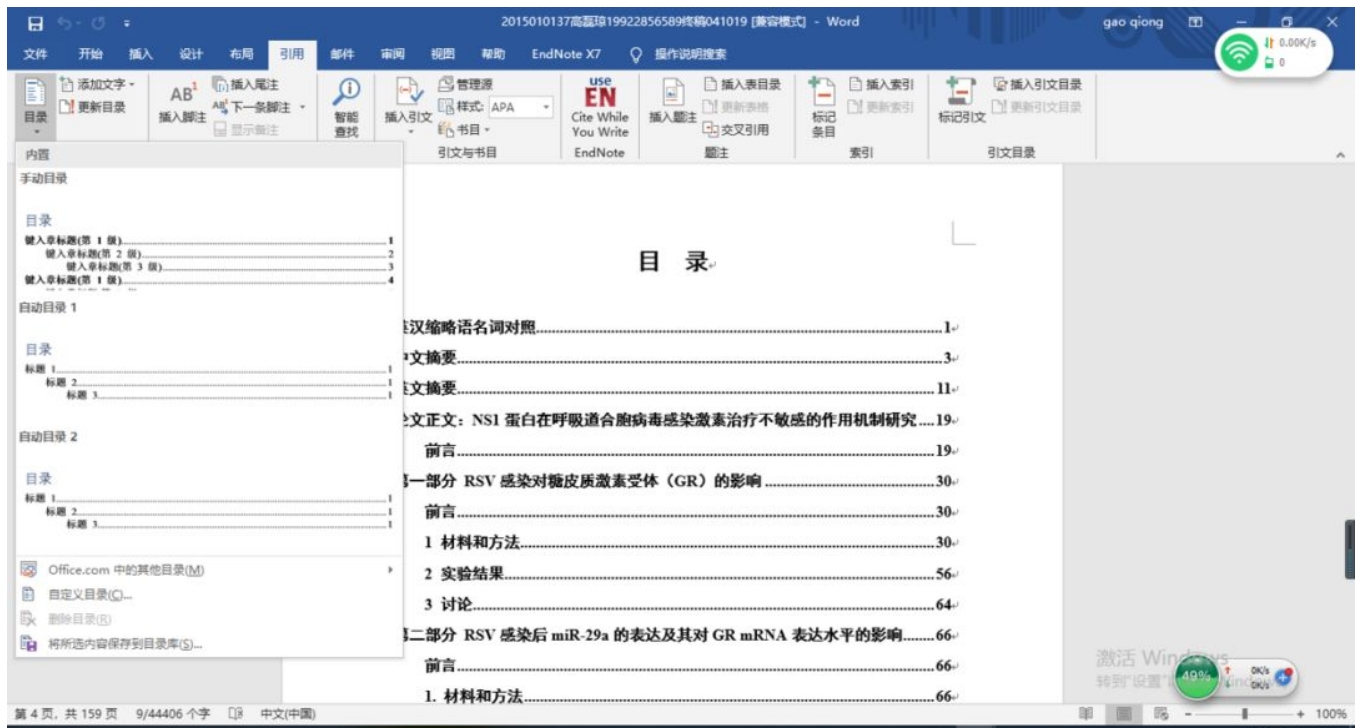 2015010137高磊琼19922856589终稿041019 [兼容模式] - Word gao qiong
文件 开始 插入 设计 布局 引用 邮件 审阅 视图 帮助 EndNote X7 操作说明搜索
0.00K/s
0
目录
添加文字
更新目录
AB1
插入脚注
插入尾注
下一条脚注
显示备注
智能查找
插入引文
管理源
样式: APA
书目
引文与书目
use
EN
Cite While
You Write
EndNote
插入题注
插入表目录
更新表格
交叉引用
题注
标记
条目
插入索引
更新索引
索引
标记引文
插入引文目录
更新引文目录
引文目录
内置
手动目录
目录
键入章标题(第 1 级)............1
键入章标题(第 2 级)............2
键入章标题(第 3 级)............3
键入章标题(第 1 级)............4
自动目录 1
目录
标题 1............1
标题 2............1
标题 3............1
自动目录 2
目录
标题 1............1
标题 2............1
标题 3............1
Office.com 中的其他目录(M)
自定义目录(C)...
删除目录(R)
将所选内容保存到目录库(S)...
目 录
汉缩略语名词对照............1
文摘要............3
文摘要............11
文正文：NS1 蛋白在呼吸道合胞病毒感染激素治疗不敏感的作用机制研究....19
前言............19
一部分 RSV 感染对糖皮质激素受体（GR）的影响............30
前言............30
1 材料和方法............30
2 实验结果............56
3 讨论............64
二部分 RSV 感染后 miR-29a 的表达及其对 GR mRNA 表达水平的影响........66
前言............66
1. 材料和方法............66
激活 Windows
转到"设置"
49%
0K/s
0K/s
第 4 页，共 159 页 9/44406 个字 中文(中国) 100%